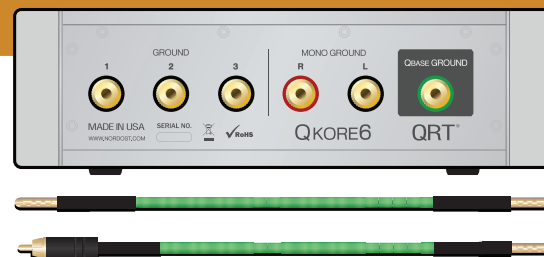 GROUND
1 2 3
MONO GROUND
R L
QBASE GROUND
MADE IN USA
WWW.NORDOST.COM
SERIAL NO.
RoHS
QKORE6
QRT